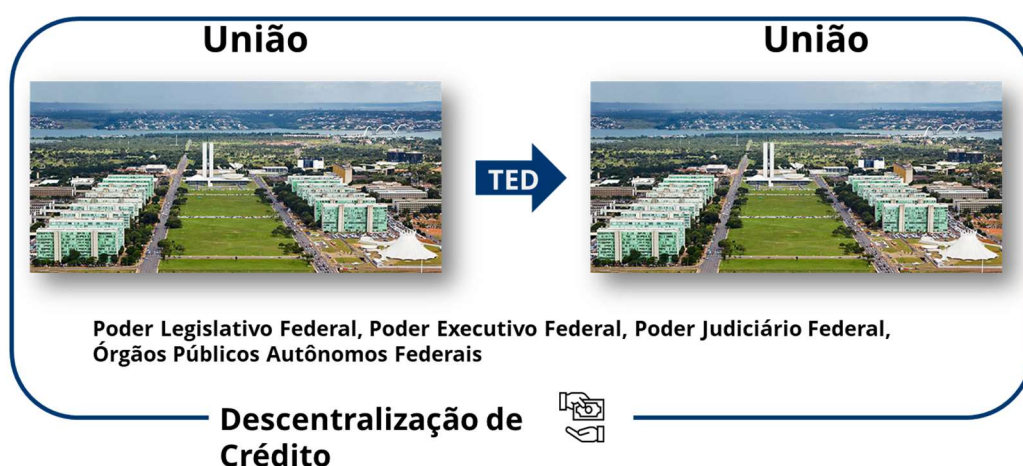 União
União
TED
Poder Legislativo Federal, Poder Executivo Federal, Poder Judiciário Federal,
Órgãos Públicos Autônomos Federais
Descentralização de
Crédito